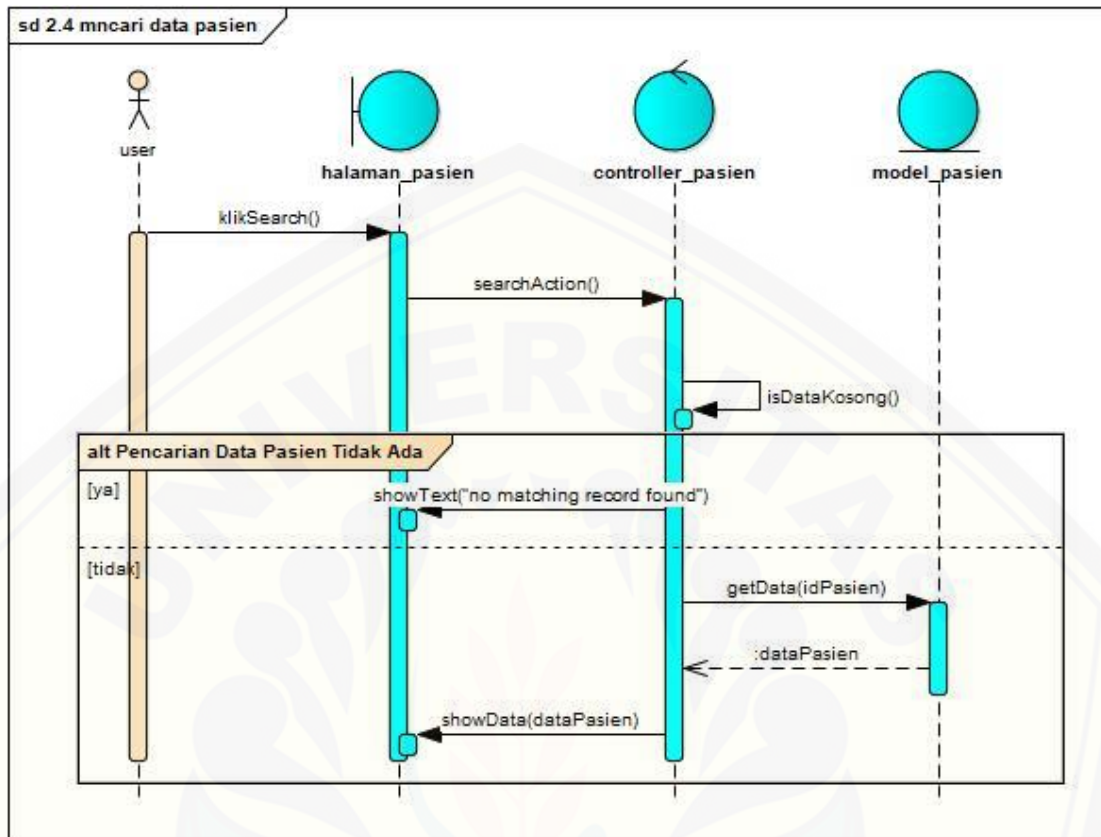 sd 2.4 mncari data pasien
user
halaman_pasien
controller_pasien
model_pasien
klikSearch()
searchAction()
isDataKosong()
alt Pencarian Data Pasien Tidak Ada
[ya]
showText("no matching record found")
[tidak]
getData(idPasien)
:dataPasien
showData(dataPasien)
UNIVERSITAS